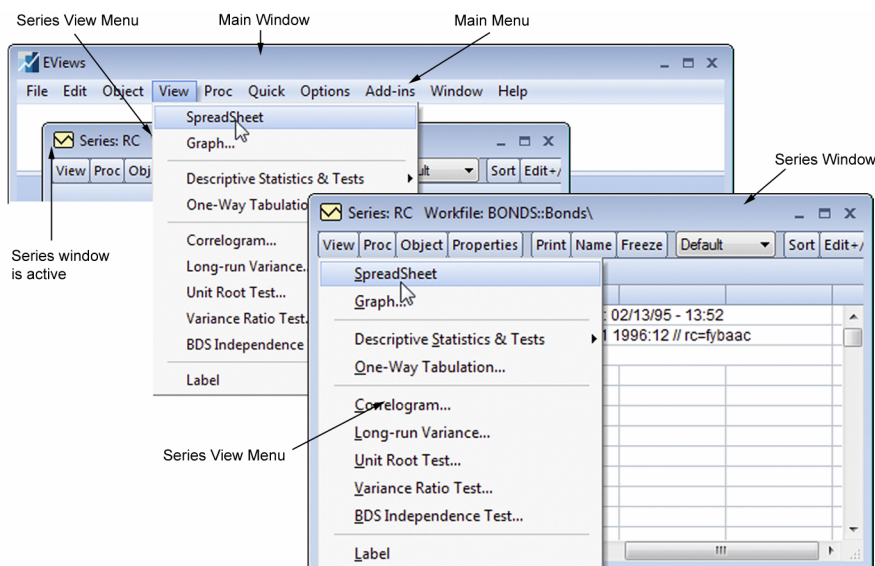 Series View Menu
Main Window
Main Menu
EViews
File Edit Object View Proc Quick Options Add-ins Window Help
SpreadSheet
Graph...
Descriptive Statistics & Tests
One-Way Tabulatio
Correlogram...
Long-run Variance.
Unit Root Test...
Variance Ratio Test.
BDS Independence
Label
Series: RC
View Proc Obj
Sort Edit+/
Series window
is active
Series Window
Series: RC Workfile: BONDS::Bonds\
View Proc Object Properties Print Name Freeze Default Sort Edit+/
SpreadSheet
Graph...
Descriptive Statistics & Tests
One-Way Tabulation...
Correlogram...
Long-run Variance...
Unit Root Test...
Variance Ratio Test...
BDS Independence Test...
Label
: 02/13/95 - 13:52
1996:12 // rc=fybaac
Series View Menu